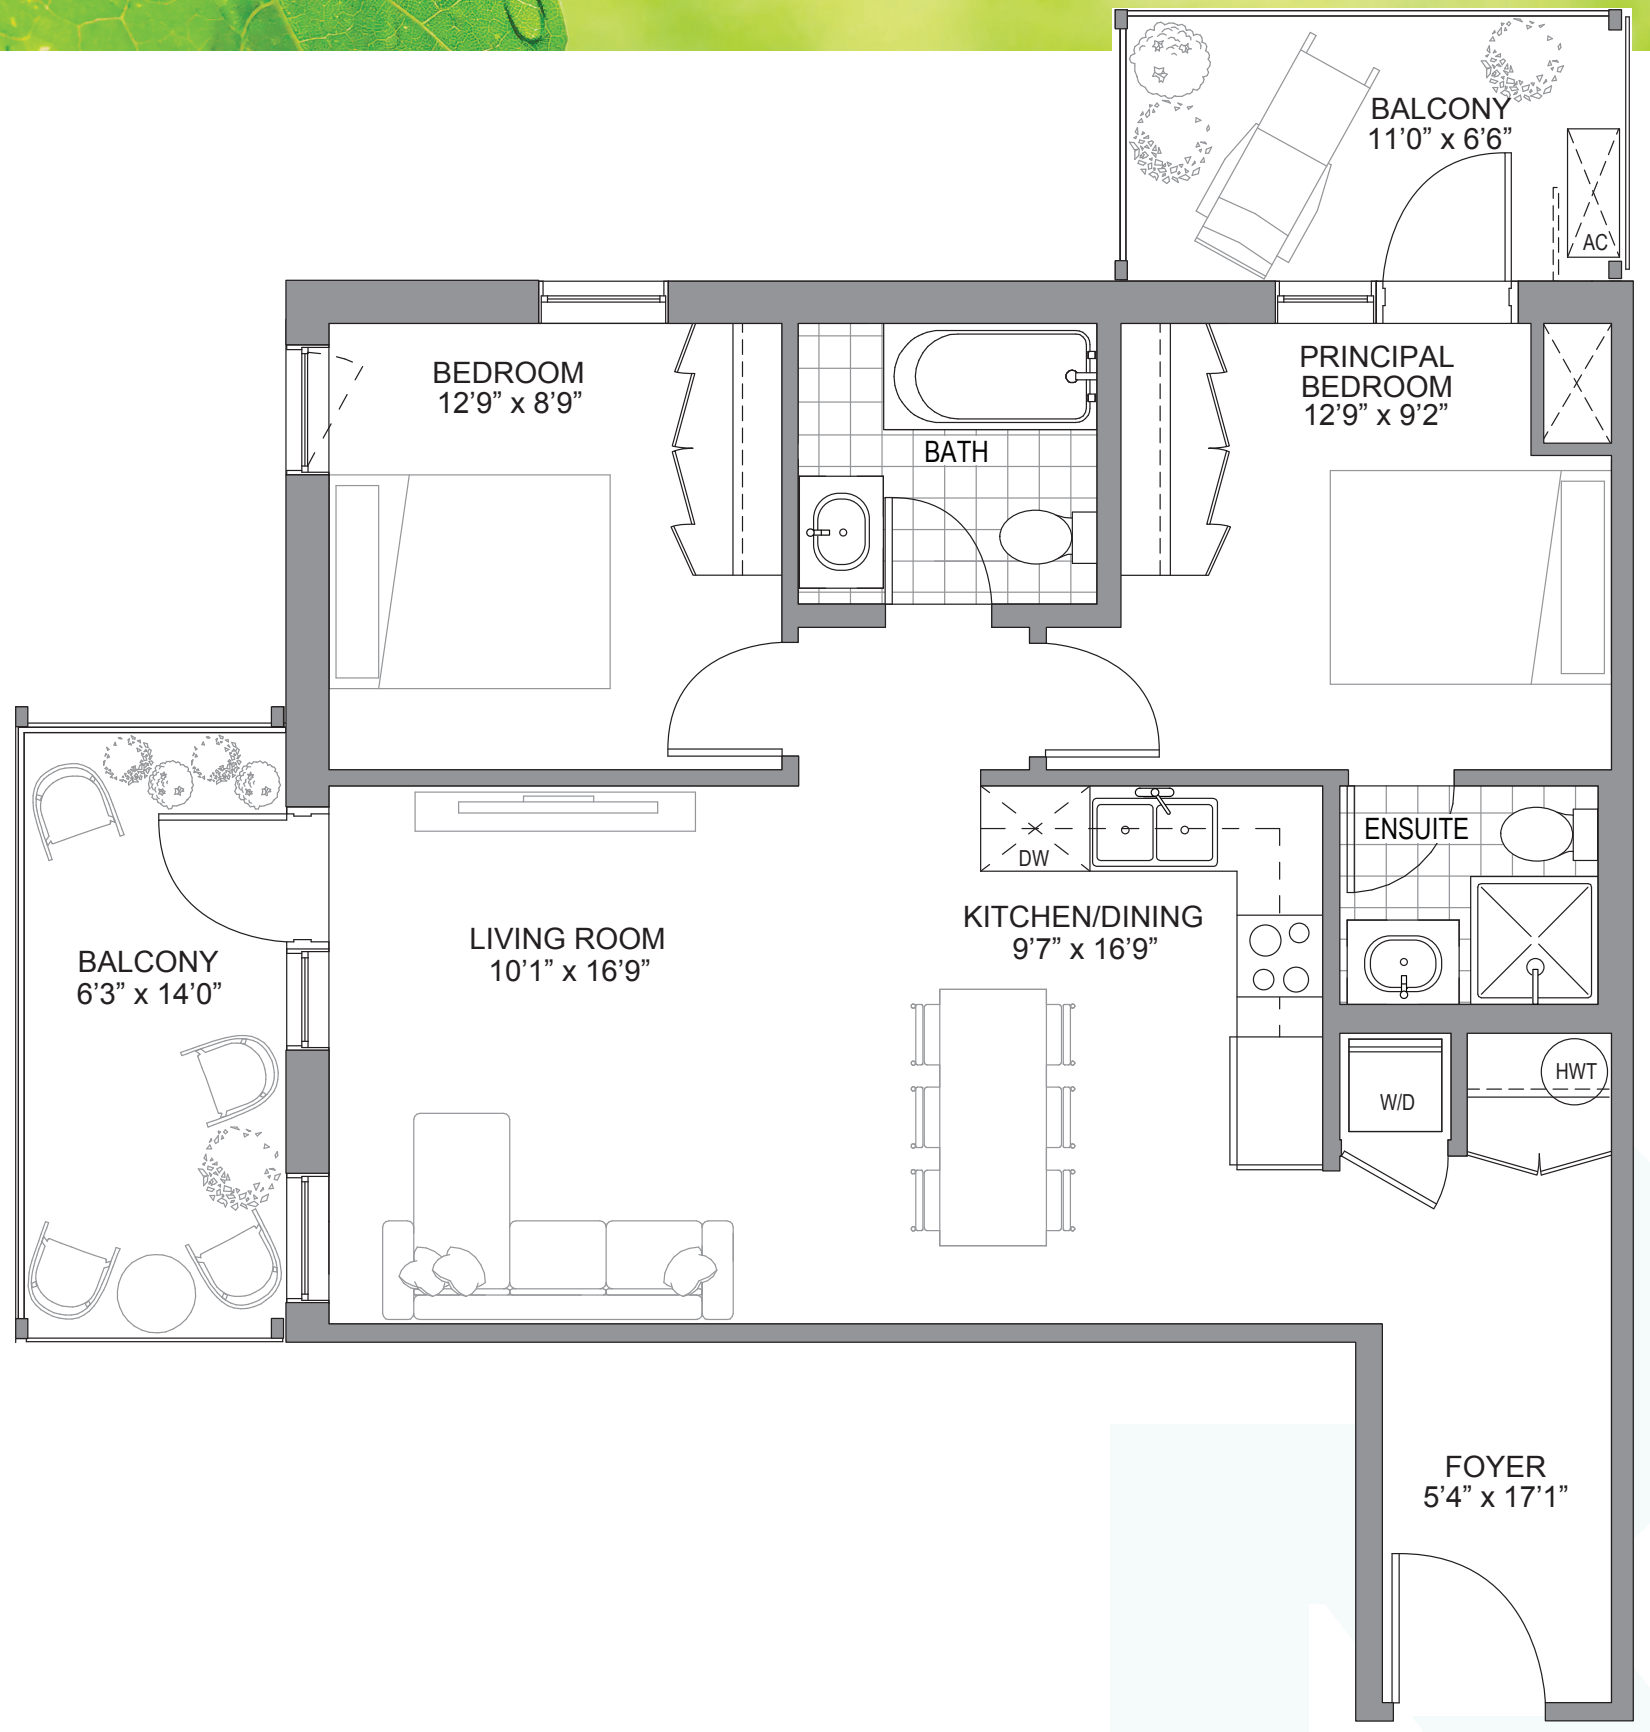 BALCONY
11’0” x 6’6”
AC
BEDROOM
12’9” x 8’9”
BATH
PRINCIPAL
BEDROOM
12’9” x 9’2”
ENSUITE
DW
KITCHEN/DINING
9’7” x 16’9”
LIVING ROOM
10’1” x 16’9”
BALCONY
6’3” x 14’0”
W/D
HWT
FOYER
5’4” x 17’1”